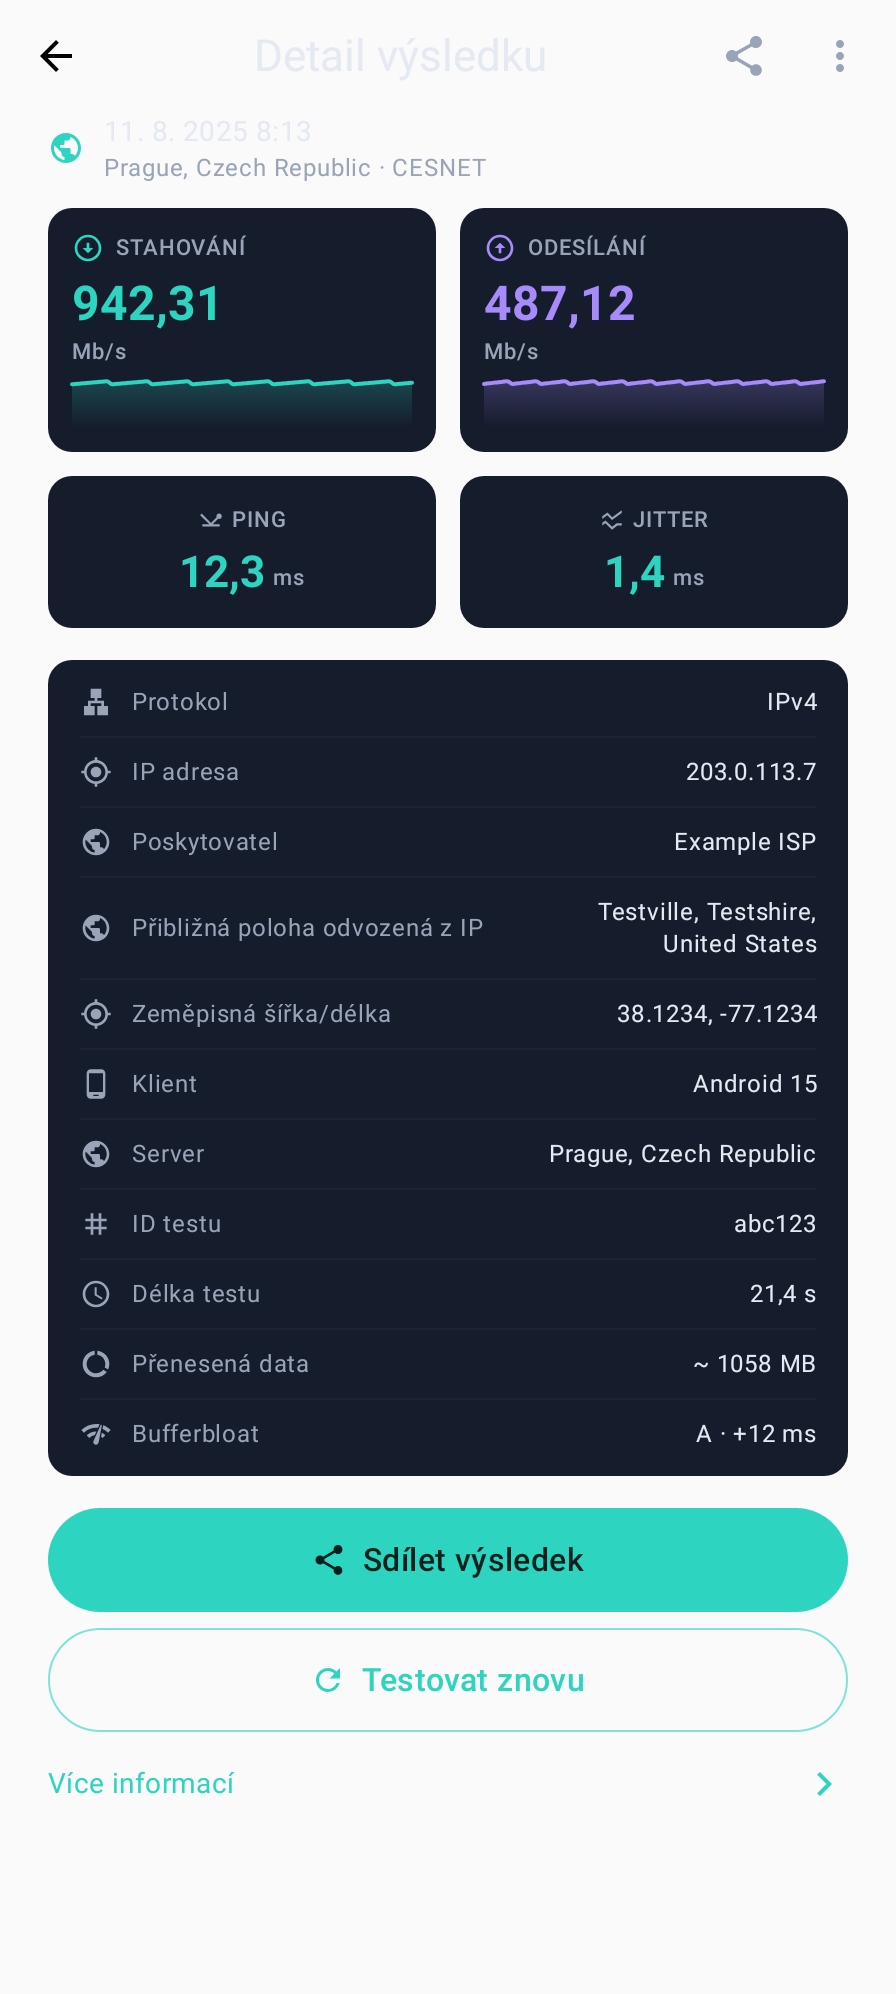 Detail výsledku
11. 8. 2025 8:13
Prague, Czech Republic · CESNET
STAHOVÁNÍ
942,31
Mb/s
ODESÍLÁNÍ
487,12
Mb/s
PING
12,3 ms
JITTER
1,4 ms
Protokol IPv4
IP adresa 203.0.113.7
Poskytovatel Example ISP
Přibližná poloha odvozená z IP Testville, Testshire,
United States
Zeměpisná šířka/délka 38.1234, -77.1234
Klient Android 15
Server Prague, Czech Republic
ID testu abc123
Délka testu 21,4 s
Přenesená data ~ 1058 MB
Bufferbloat A · +12 ms
Sdílet výsledek
Testovat znovu
Více informací